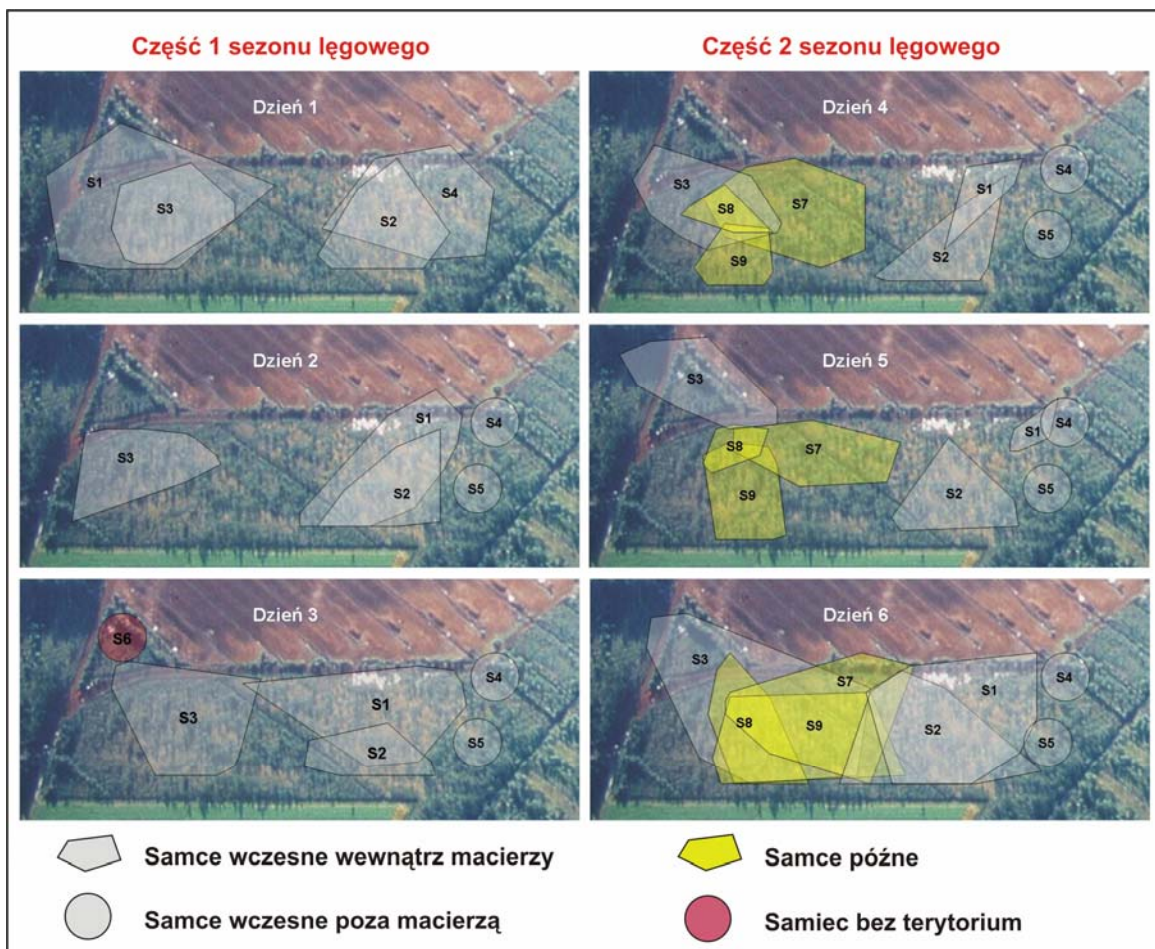 Część 1 sezonu lęgowego
Część 2 sezonu lęgowego
Dzień 1
S1
S3
S2
S4
Dzień 4
S3
S8
S7
S9
S1
S2
S4
S5
Dzień 2
S3
S1
S2
S4
S5
Dzień 5
S3
S8
S7
S9
S2
S1
S4
S5
Dzień 3
S6
S3
S1
S2
S4
S5
Dzień 6
S3
S7
S8
S9
S1
S2
S4
S5
Samce wczesne wewnątrz macierzy
Samce późne
Samce wczesne poza macierzą
Samiec bez terytorium